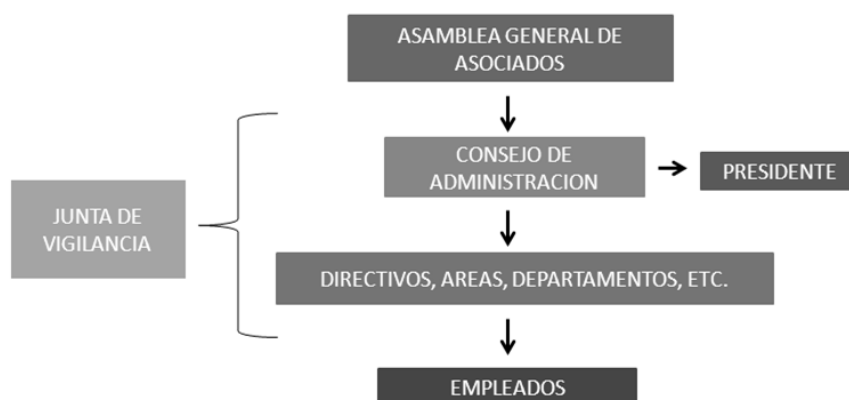 ASAMBLEA GENERAL DE
ASOCIADOS
CONSEJO DE
ADMINISTRACION
PRESIDENTE
JUNTA DE
VIGILANCIA
DIRECTIVOS, AREAS, DEPARTAMENTOS, ETC.
EMPLEADOS